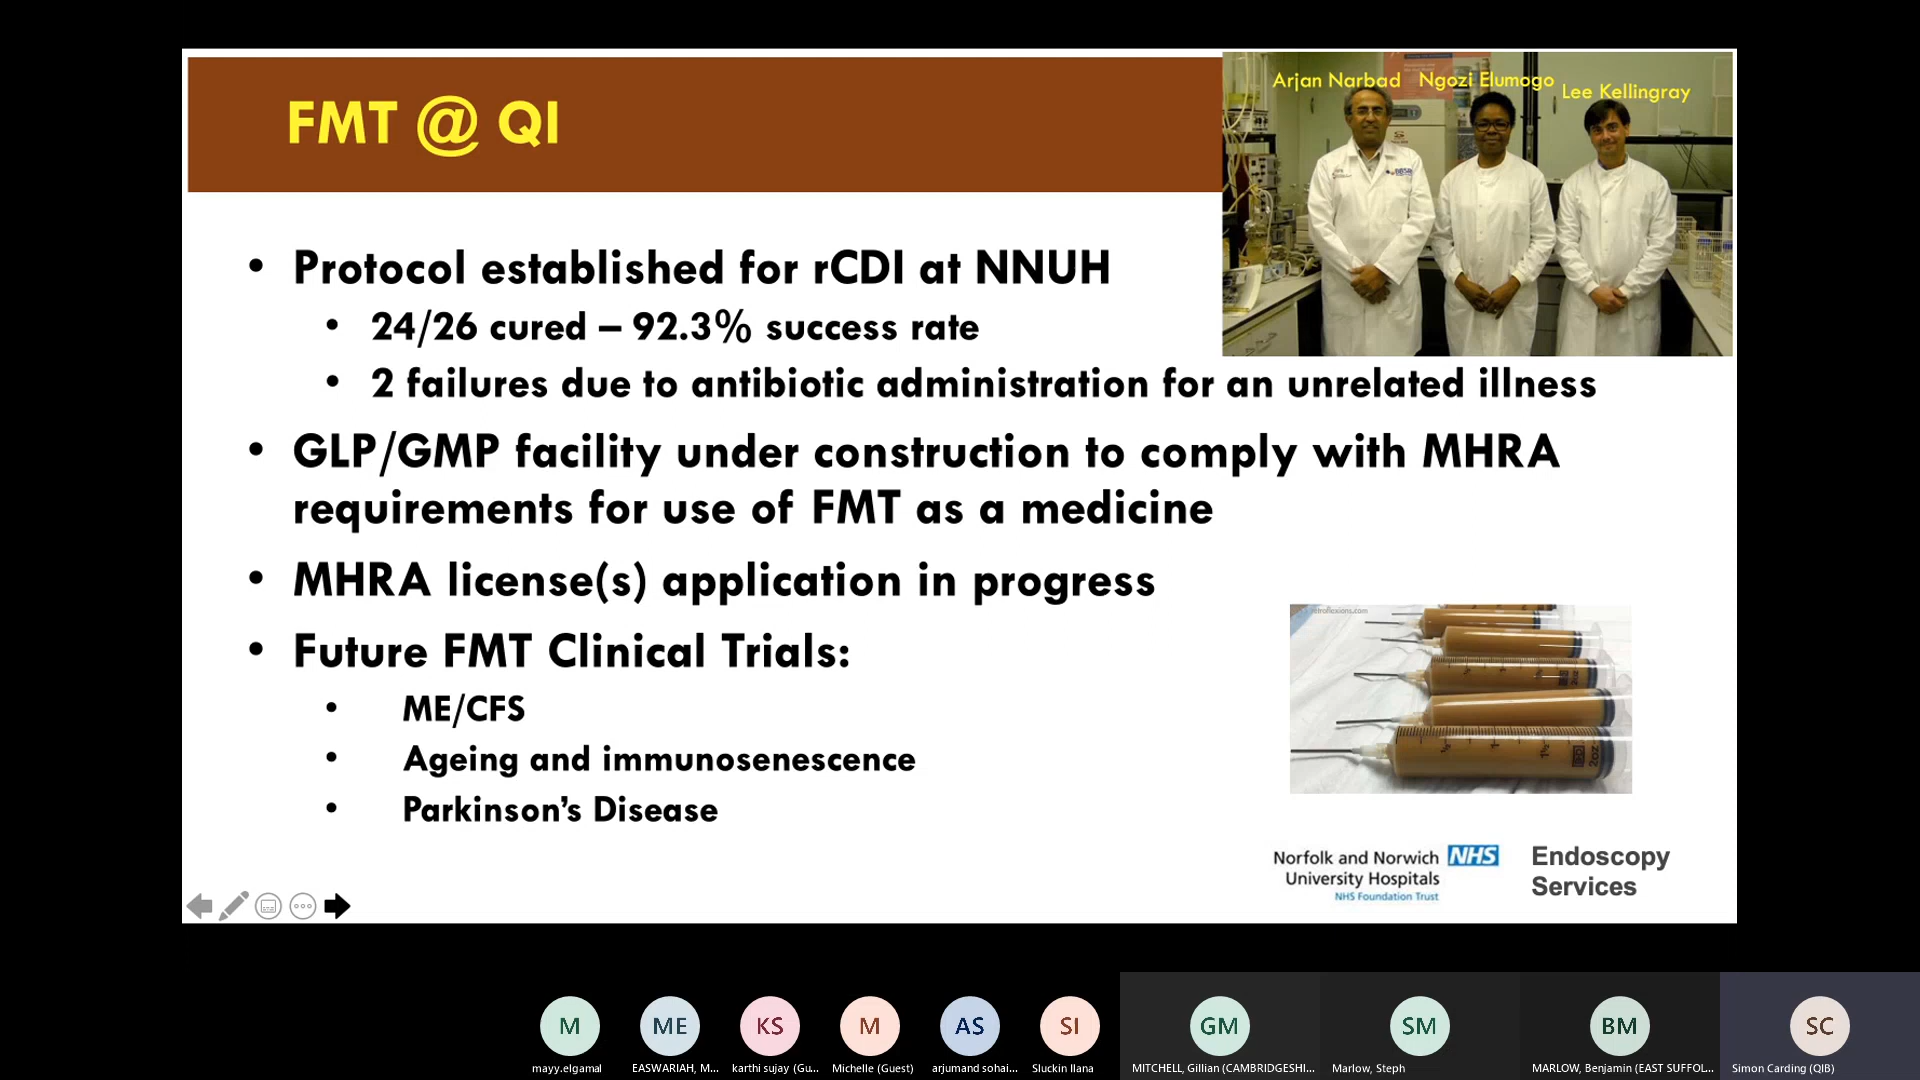 FMT @ QI
Arjan Narbad
Ngozi Elumogo
Lee Kellingray
• Protocol established for rCDI at NNUH
• 24/26 cured – 92.3% success rate
• 2 failures due to antibiotic administration for an unrelated illness
• GLP/GMP facility under construction to comply with MHRA
requirements for use of FMT as a medicine
• MHRA license(s) application in progress
• Future FMT Clinical Trials:
• ME/CFS
• Ageing and immunosenescence
• Parkinson's Disease
Norfolk and Norwich NHS
University Hospitals
NHS Foundation Trust
Endoscopy
Services
M
ME
KS
M
AS
SI
GM
SM
BM
SC
mayy.elgamal
EASWARIAH, M...
karthi sujay (Gu...
Michelle (Guest)
arjumand sohai...
Sluckin Ilana
MITCHELL, Gillian (CAMBRIDGESHI...
Marlow, Steph
MARLOW, Benjamin (EAST SUFFOL...
Simon Carding (QIB)